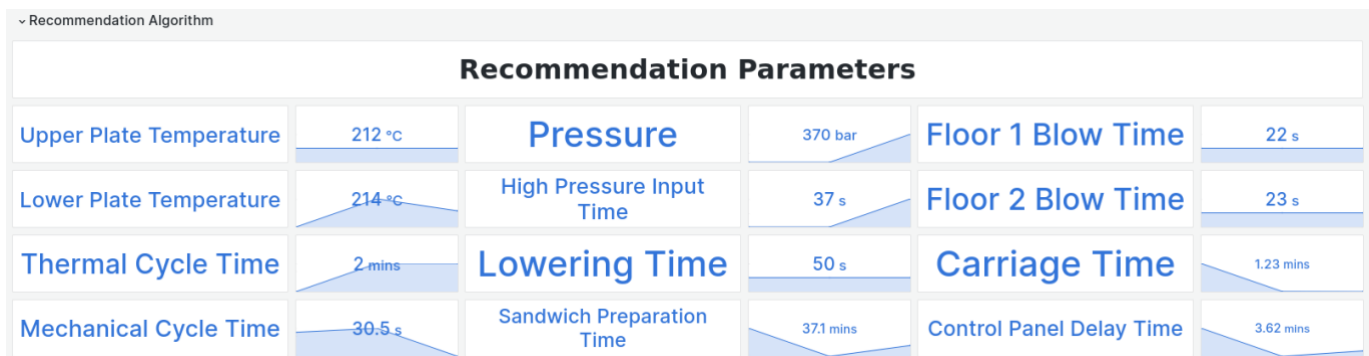 Recommendation Algorithm
Recommendation Parameters
Upper Plate Temperature
212 °C
Pressure
370 bar
Floor 1 Blow Time
22 s
Lower Plate Temperature
214 °C
High Pressure Input
Time
37 s
Floor 2 Blow Time
23 s
Thermal Cycle Time
2 mins
Lowering Time
50 s
Carriage Time
1.23 mins
Mechanical Cycle Time
30.5 s
Sandwich Preparation
Time
37.1 mins
Control Panel Delay Time
3.62 mins